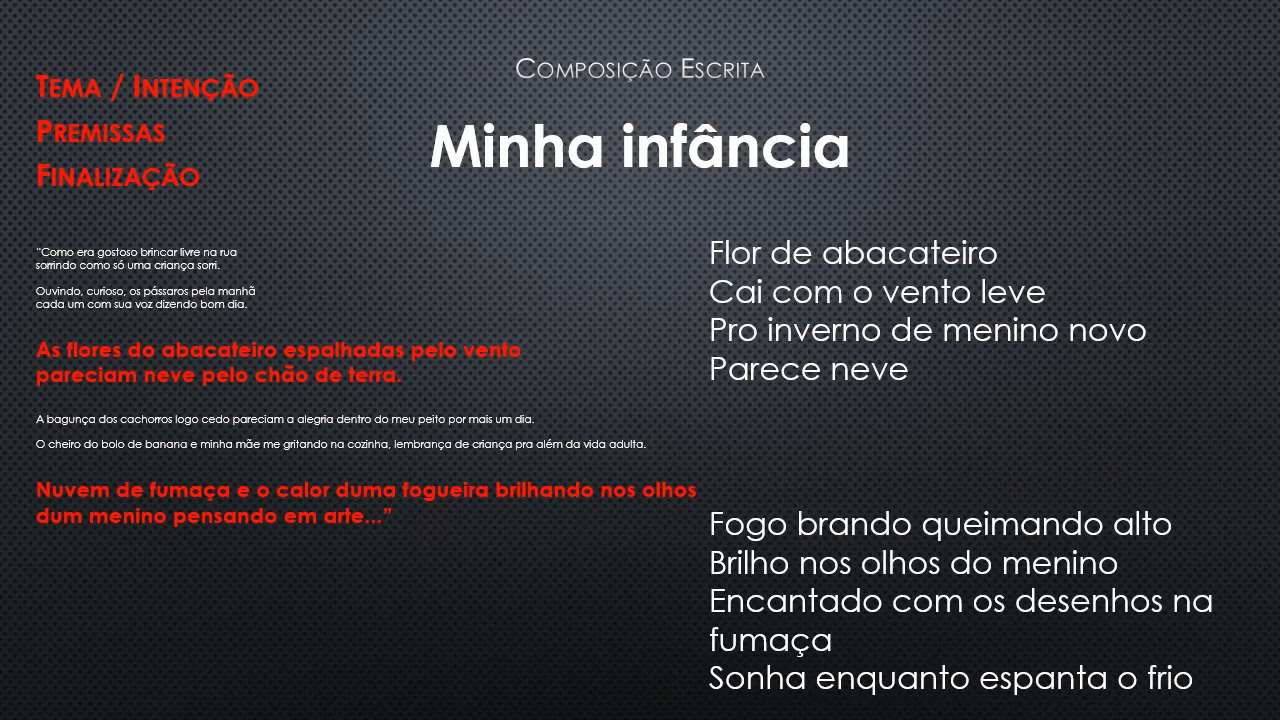 TEMA / INTENÇÃO
PREMISSAS
FINALIZAÇÃO
COMPOSIÇÃO ESCRITA
Minha infância
“Como era gostoso brincar livre na rua
sorrindo como só uma criança sorri.
Ouvindo, curioso, os pássaros pela manhã
cada um com sua voz dizendo bom dia.
As flores do abacateiro espalhadas pelo vento
pareciam neve pelo chão de terra.
A bagunça dos cachorros logo cedo pareciam a alegria dentro do meu peito por mais um dia.
O cheiro do bolo de banana e minha mãe me gritando na cozinha, lembrança de criança pra além da vida adulta.
Nuvem de fumaça e o calor duma fogueira brilhando nos olhos
dum menino pensando em arte...”
Flor de abacateiro
Cai com o vento leve
Pro inverno de menino novo
Parece neve
Fogo brando queimando alto
Brilho nos olhos do menino
Encantado com os desenhos na
fumaça
Sonha enquanto espanta o frio